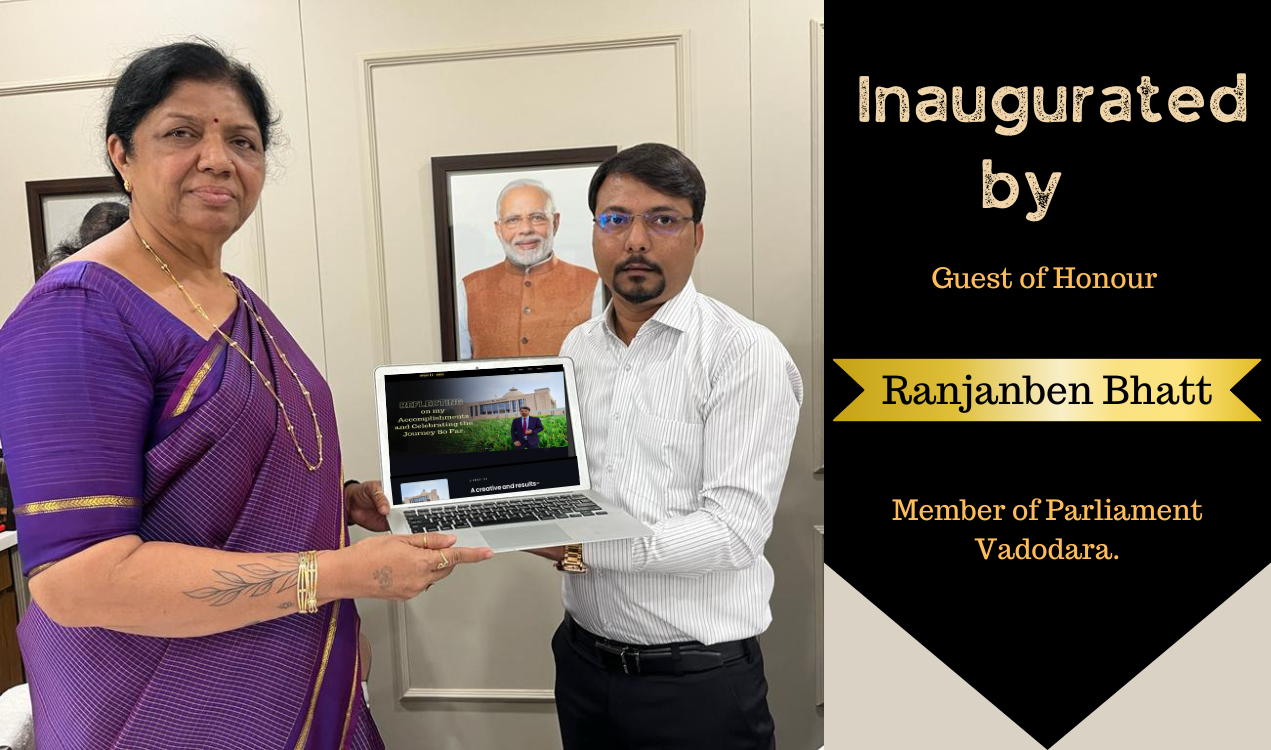 Inaugurated
by
Guest of Honour
Ranjanben Bhatt
Member of Parliament
Vadodara.
REFLECTING
on my
Accomplishments
and Celebrating the
Journey So Far
A creative and results-